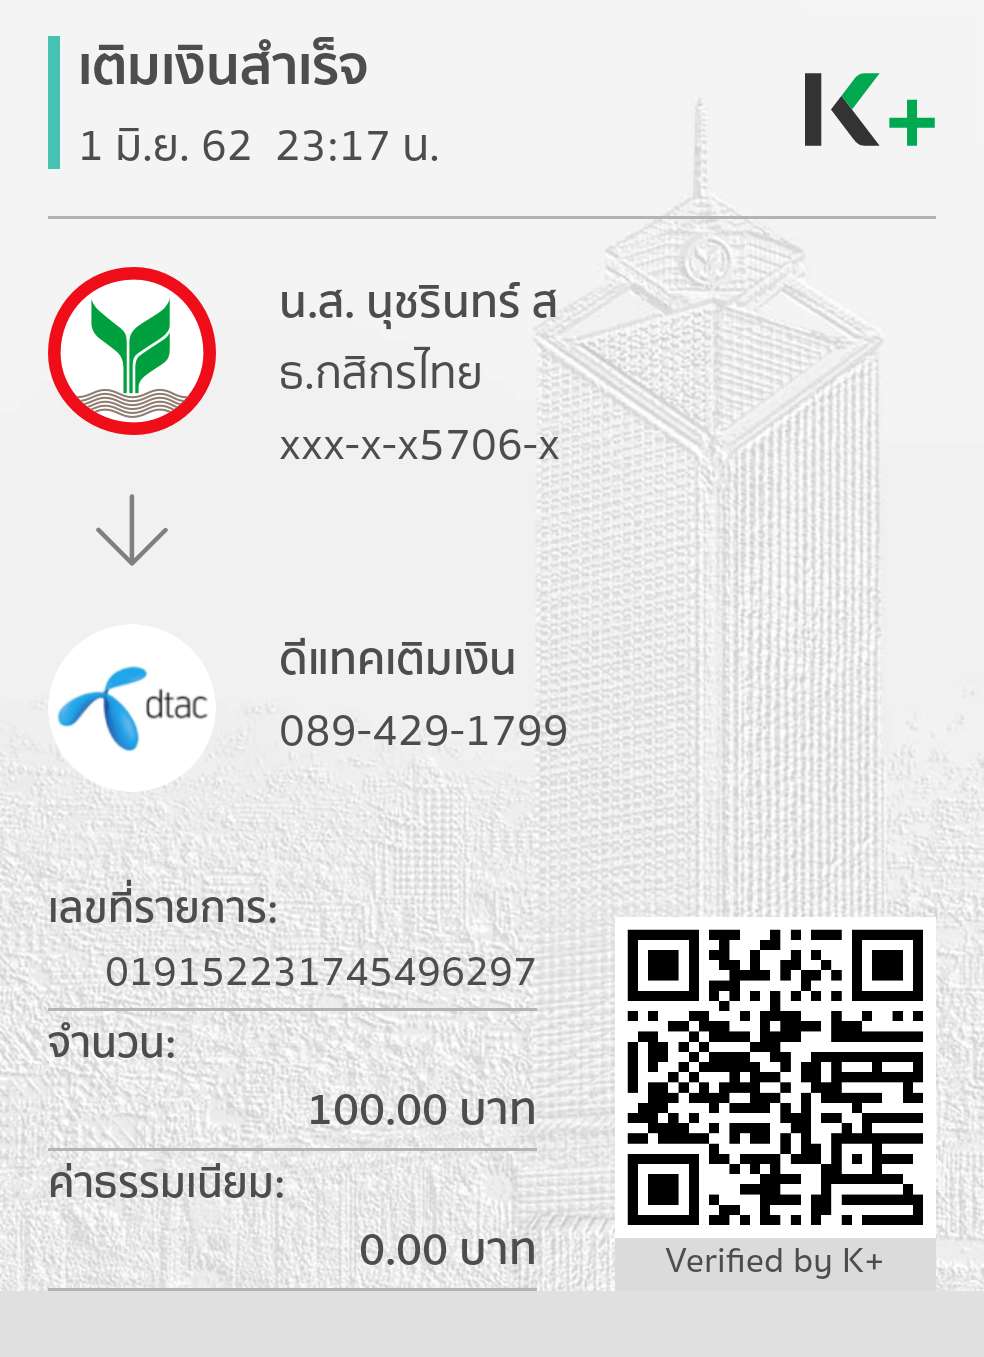 เติมเงินสำเร็จ
1 มิ.ย. 62 23:17 น.
K+
น.ส. นุชรินทร์ ส
ธ.กสิกรไทย
xxx-x-x5706-x
dtac
ดีแทคเติมเงิน
089-429-1799
เลขที่รายการ:
019152231745496297
จำนวน:
100.00 บาท
ค่าธรรมเนียม:
0.00 บาท
Verified by K+